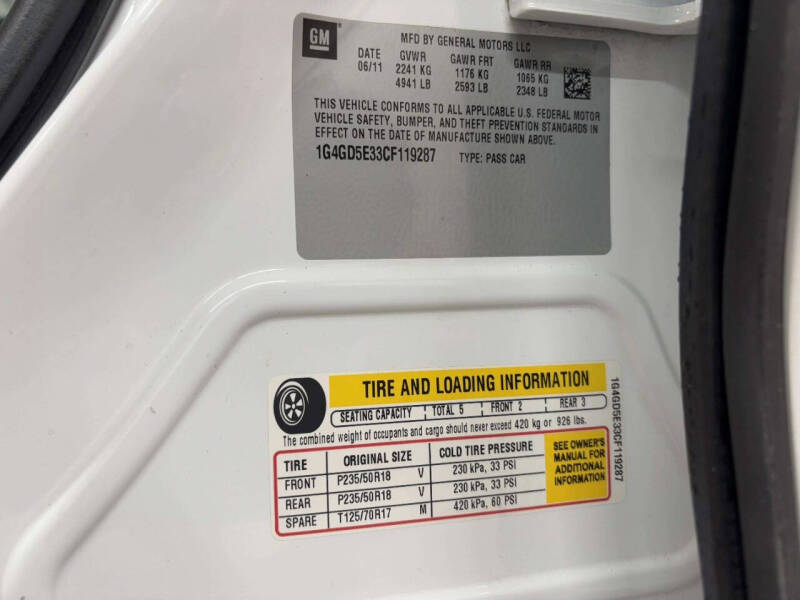 GM
MFD BY GENERAL MOTORS LLC
DATE GVWR GAWR FRT GAWR RR
06/11 2241 KG 1176 KG 1065 KG
4941 LB 2593 LB 2348 LB
THIS VEHICLE CONFORMS TO ALL APPLICABLE U.S. FEDERAL MOTOR
VEHICLE SAFETY, BUMPER, AND THEFT PREVENTION STANDARDS IN
EFFECT ON THE DATE OF MANUFACTURE SHOWN ABOVE.
1G4GD5E33CF119287 TYPE: PASS CAR
TIRE AND LOADING INFORMATION
SEATING CAPACITY TOTAL 5 FRONT 2 REAR 3
The combined weight of occupants and cargo should never exceed 420 kg or 926 lbs.
TIRE ORIGINAL SIZE COLD TIRE PRESSURE
FRONT P235/50R18 V 230 kPa, 33 PSI
REAR P235/50R18 V 230 kPa, 33 PSI
SPARE T125/70R17 M 420 kPa, 60 PSI
SEE OWNER'S
MANUAL FOR
ADDITIONAL
INFORMATION
1G4GD5E33CF119287